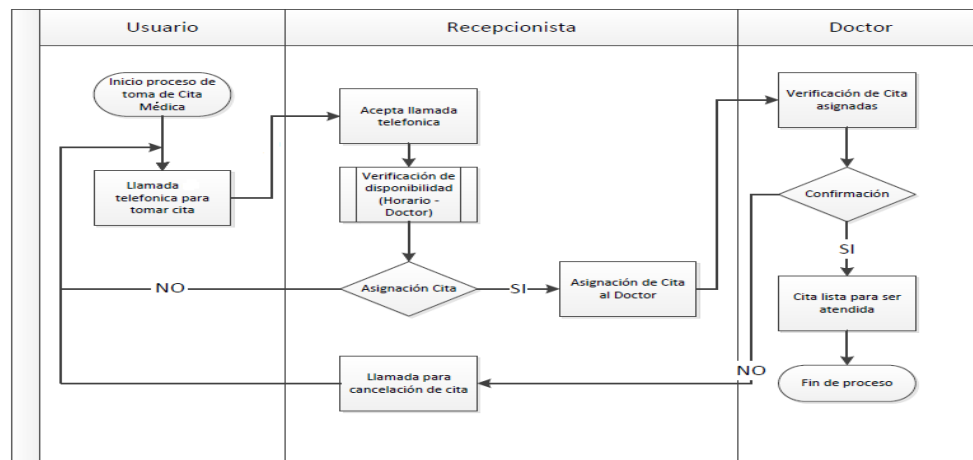 Usuario
Recepcionista
Doctor
Inicio proceso de
toma de Cita
Médica
Llamada
telefonica para
tomar cita
Acepta llamada
telefonica
Verificación de
disponibilidad
(Horario -
Doctor)
Asignación Cita
NO
SI
Asignación de Cita
al Doctor
Llamada para
cancelación de cita
Verificación de Cita
asignadas
Confirmación
SI
NO
Cita lista para ser
atendida
Fin de proceso